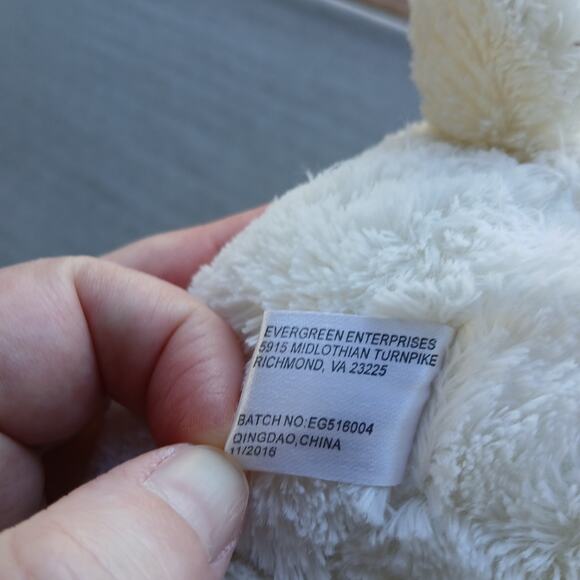 EVERGREEN ENTERPRISES
5915 MIDLOTHIAN TURNPIKE
RICHMOND, VA 23225
BATCH NO:EG516004
QINGDAO,CHINA
11/2016